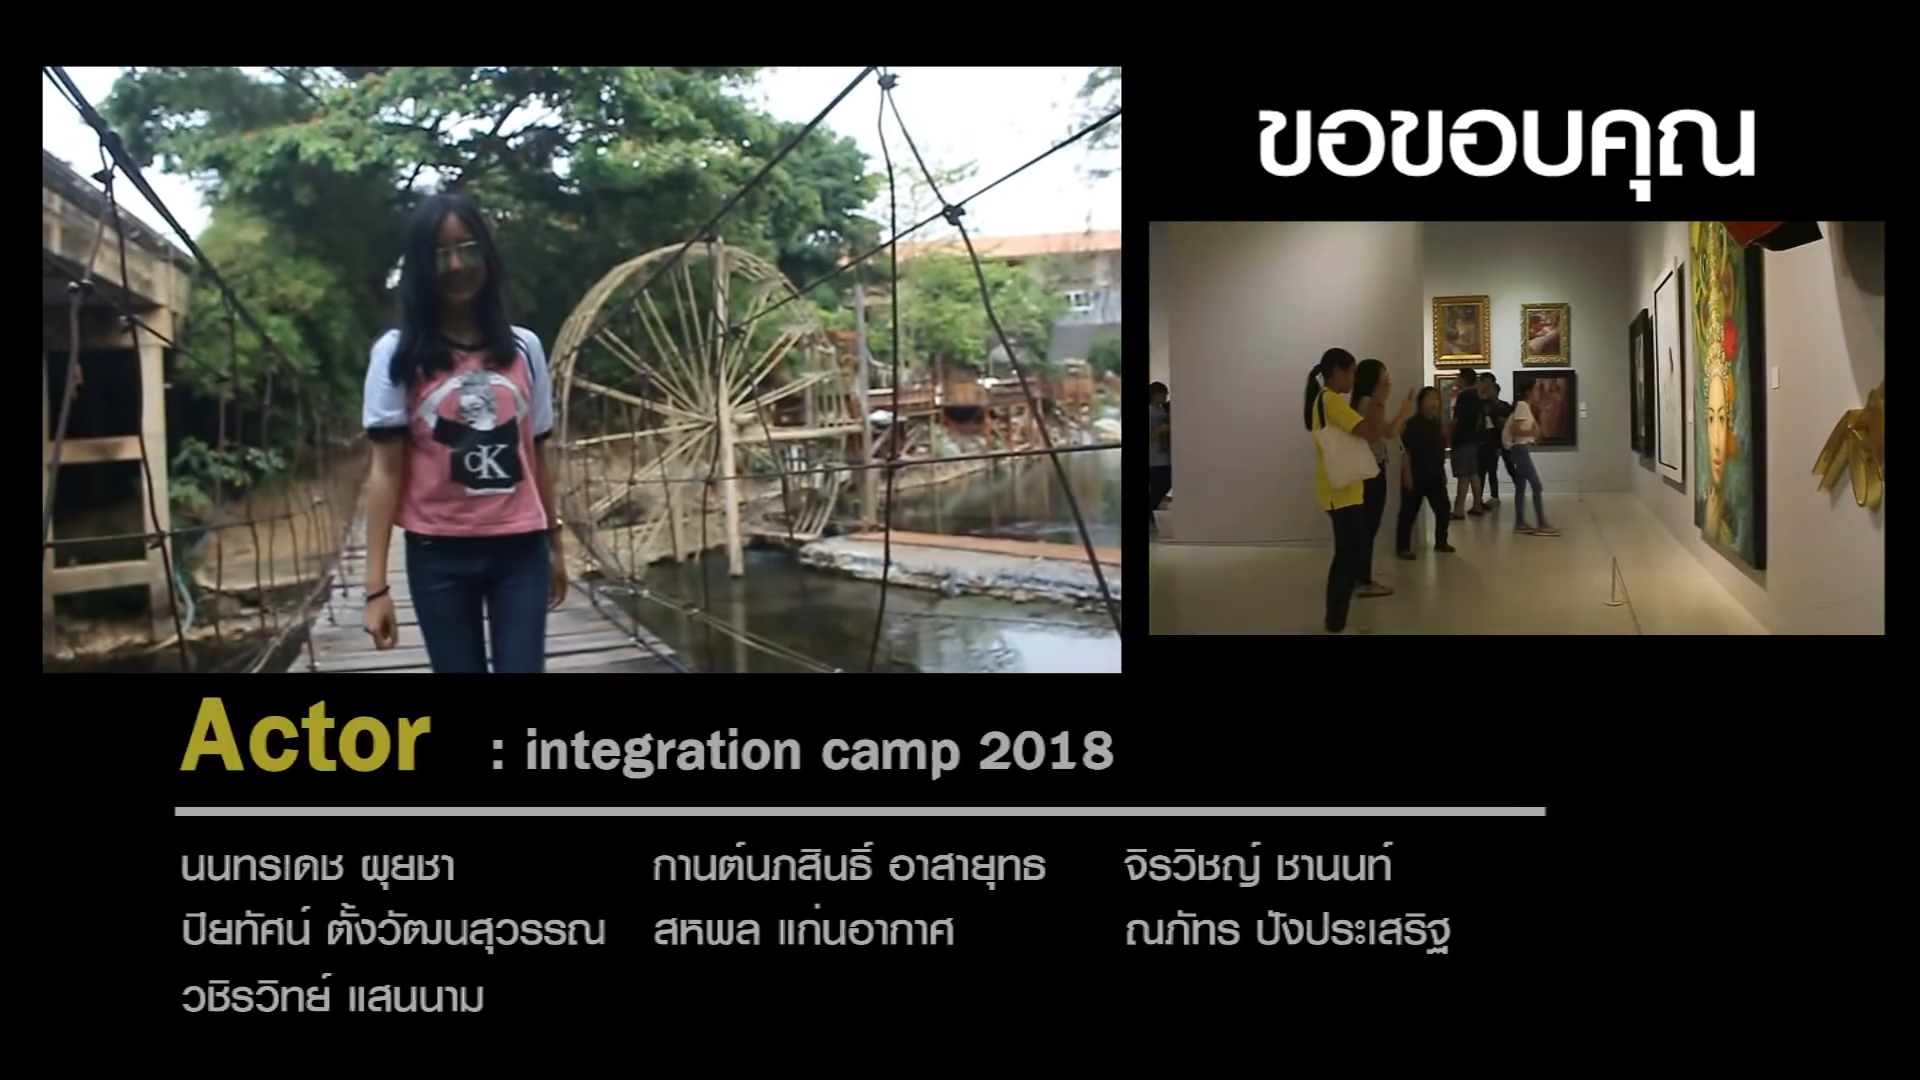 ขอขอบคุณ
cK
Actor : integration camp 2018
นนทรเดช ผุยชา กานต์นภสินธิ์ อาสายุทธ จิรวิชญ์ ชานนท์
ปิยทัศน์ ตั้งวัฒนสุวรรณ สหพล แก่นอากาศ ณภัทร ปังประเสริฐ
วชิรวิทย์ แสนนาม